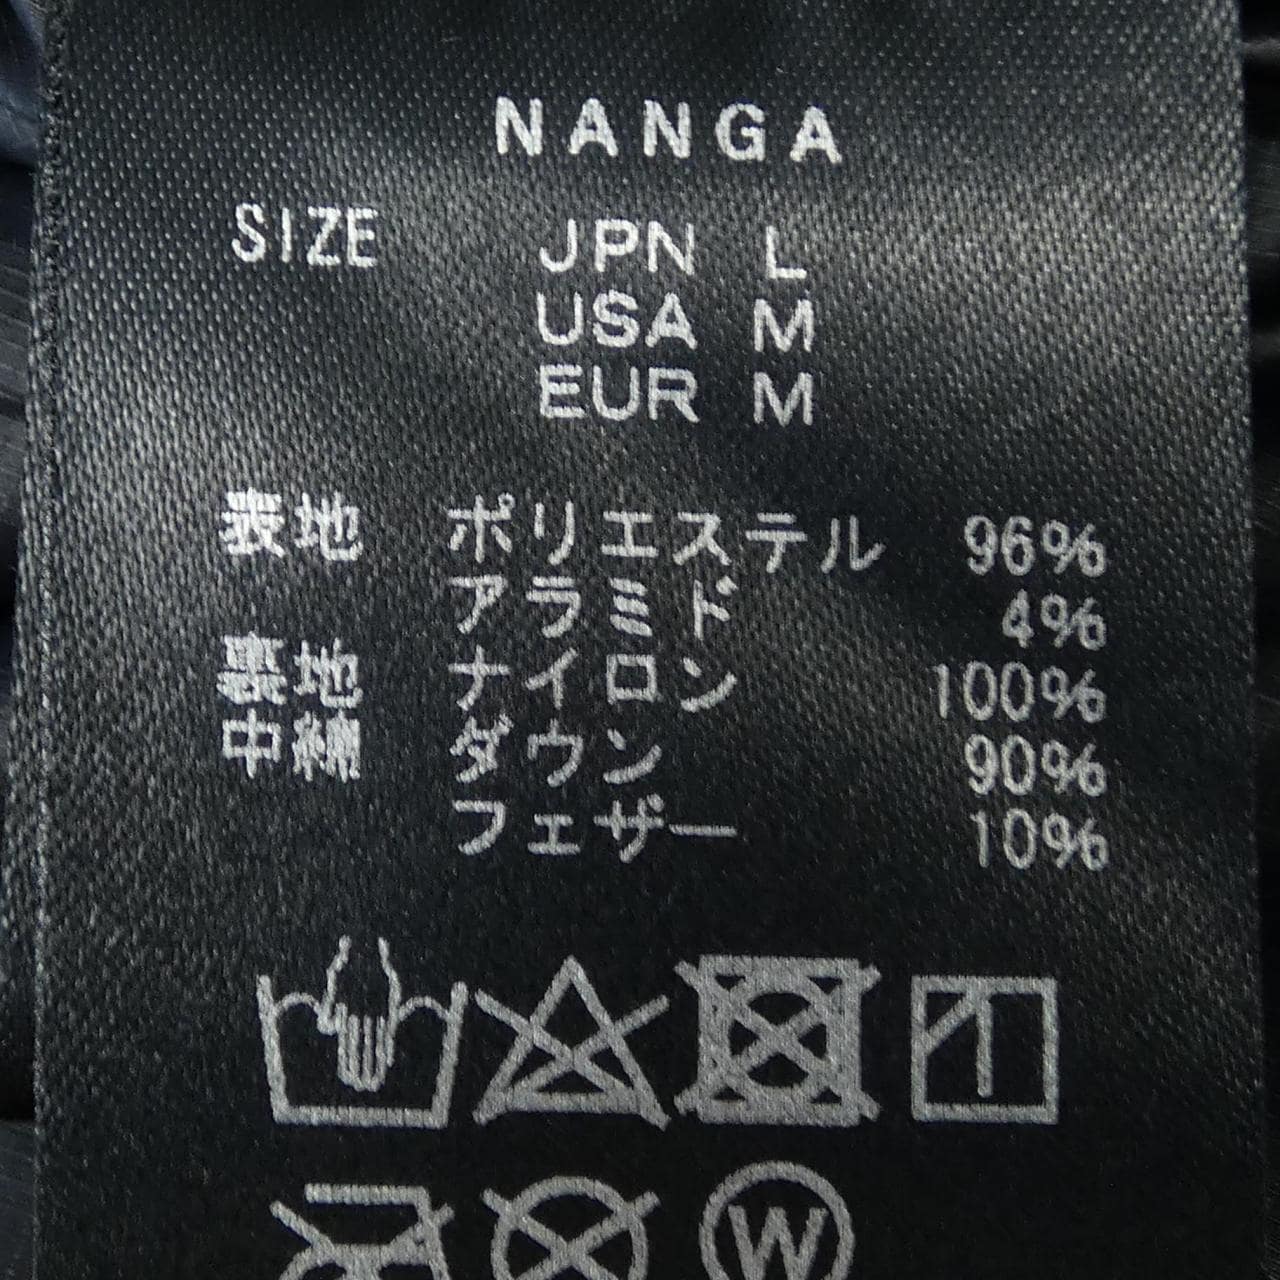 NANGA
SIZE JPN L
USA M
EUR M
表地 ポリエステル 96%
アラミド 4%
裏地 ナイロン 100%
中綿 ダウン 90%
フェザー 10%
W